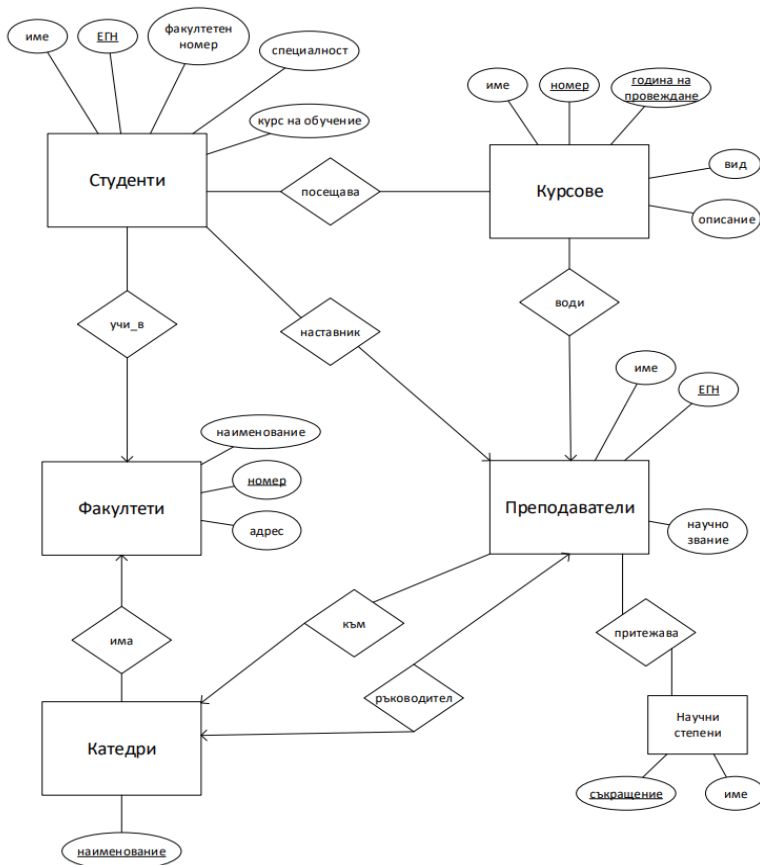 име
ЕГН
факултетен
номер
специалност
курс на обучение
Студенти
посещава
име
номер
година на
провеждане
вид
описание
Курсове
учи_в
наставник
води
име
ЕГН
наименование
номер
адрес
Факултети
Преподаватели
научно
звание
има
към
притежава
ръководител
Катедри
Научни
степени
наименование
съкращение
име